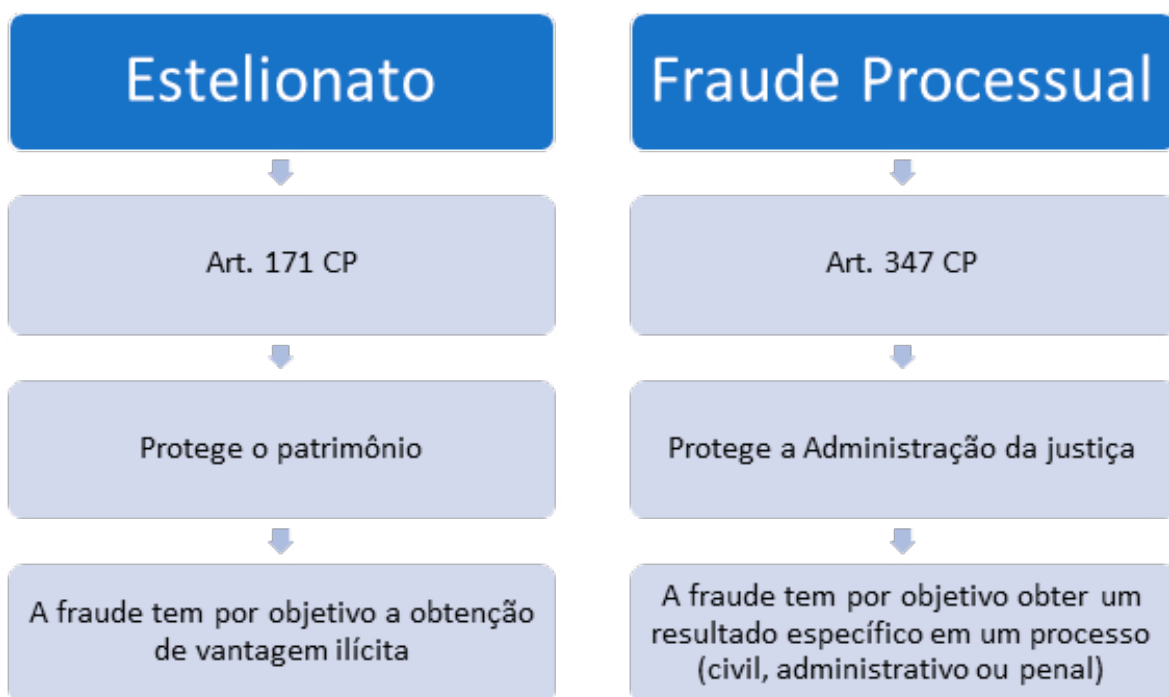 Estelionato
Art. 171 CP
Protege o patrimônio
A fraude tem por objetivo a obtenção
de vantagem ilícita
Fraude Processual
Art. 347 CP
Protege a Administração da justiça
A fraude tem por objetivo obter um
resultado específico em um processo
(civil, administrativo ou penal)